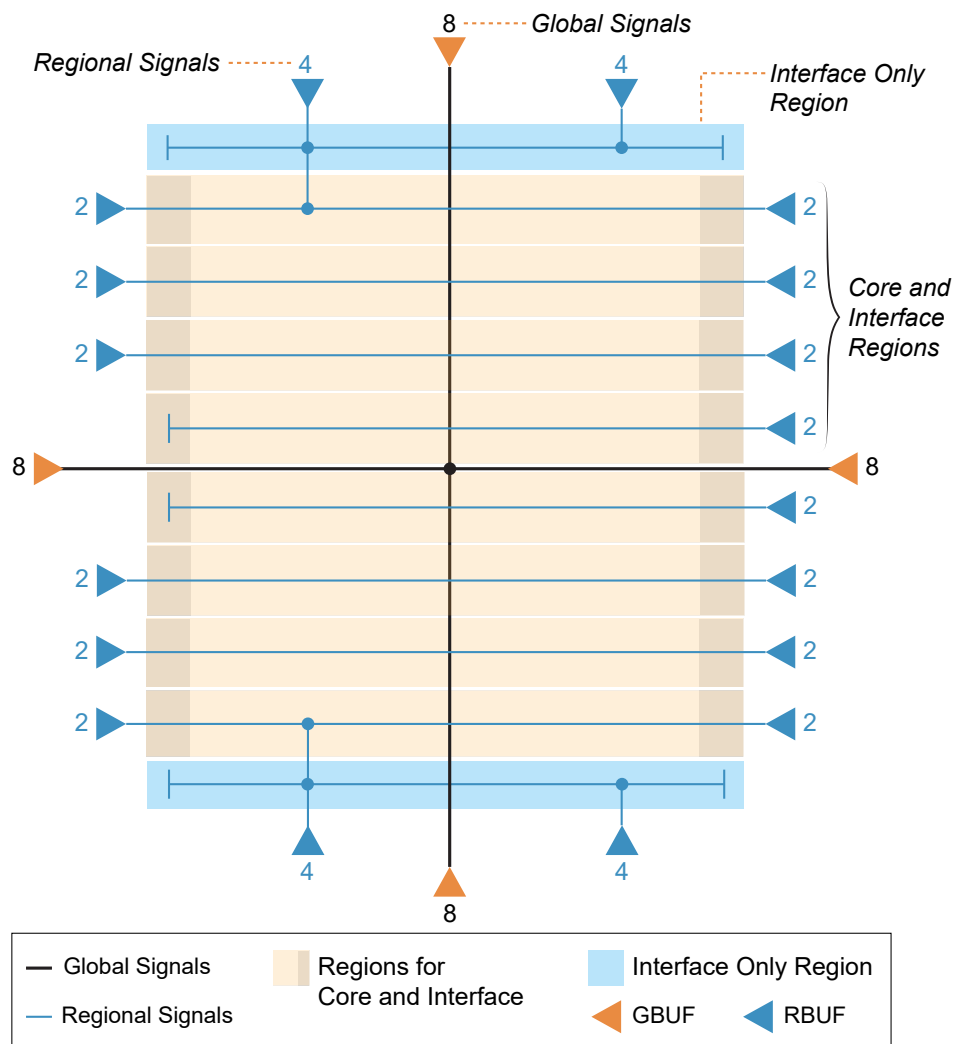 8
Global Signals
Regional Signals
4
4
Interface Only
Region
2
2
2
2
Core and
Interface
Regions
2
2
2
8
8
2
2
2
2
2
2
2
4
4
8
Global Signals
Regions for
Core and Interface
Interface Only Region
Regional Signals
GBUF
RBUF